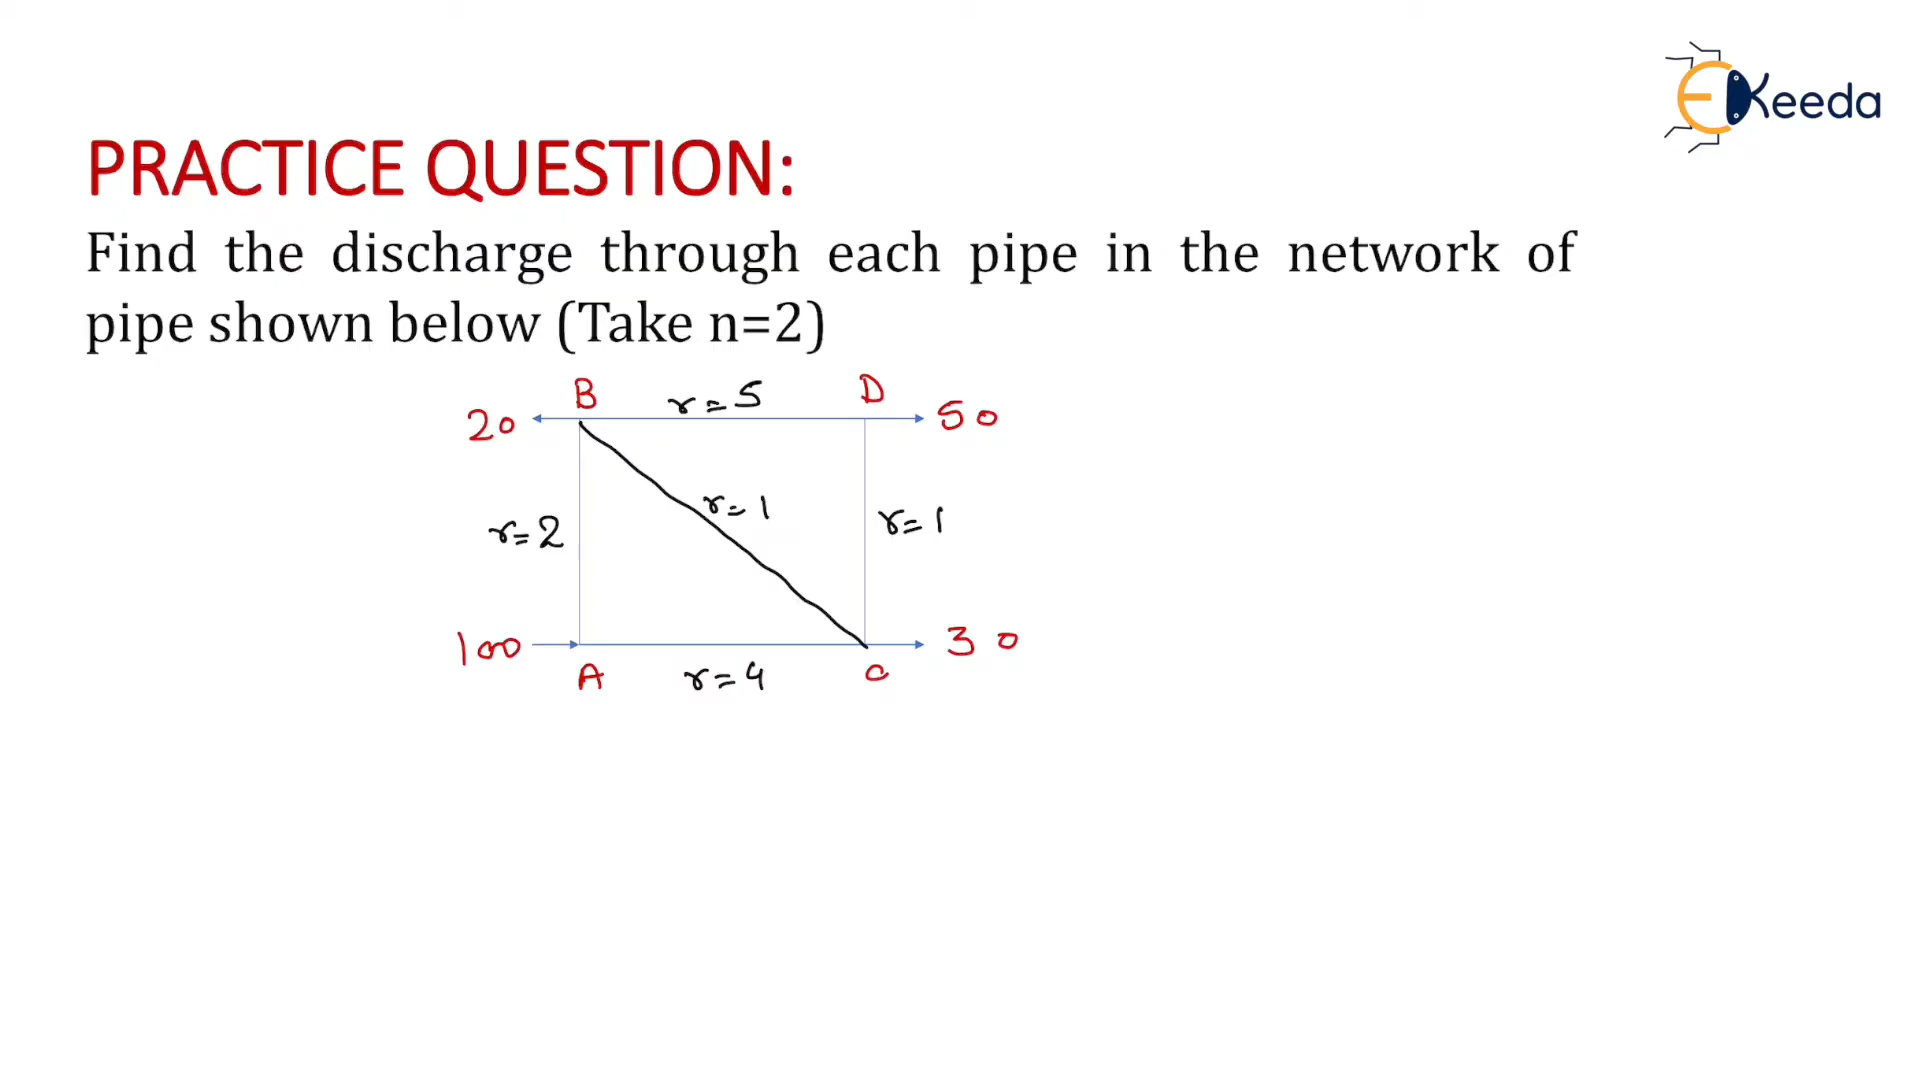 EKeeda
PRACTICE QUESTION:
Find the discharge through each pipe in the network of
pipe shown below (Take n=2)
B r=5 D
20 50
r=1 r=1
r=2
100 30
A r=4 C